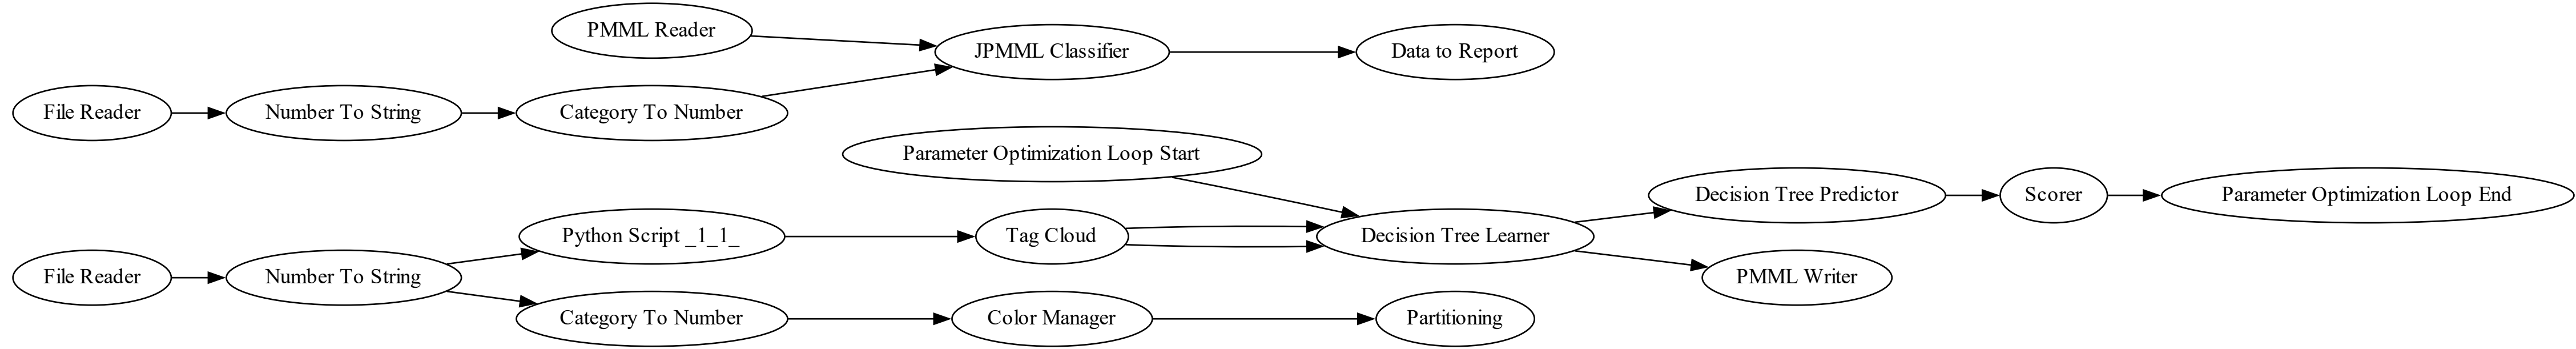 PMML Reader
JPMML Classifier
Data to Report
File Reader
Number To String
Category To Number
Parameter Optimization Loop Start
Decision Tree Predictor
Scorer
Parameter Optimization Loop End
Python Script _1_1_
Tag Cloud
Decision Tree Learner
File Reader
Number To String
PMML Writer
Category To Number
Color Manager
Partitioning